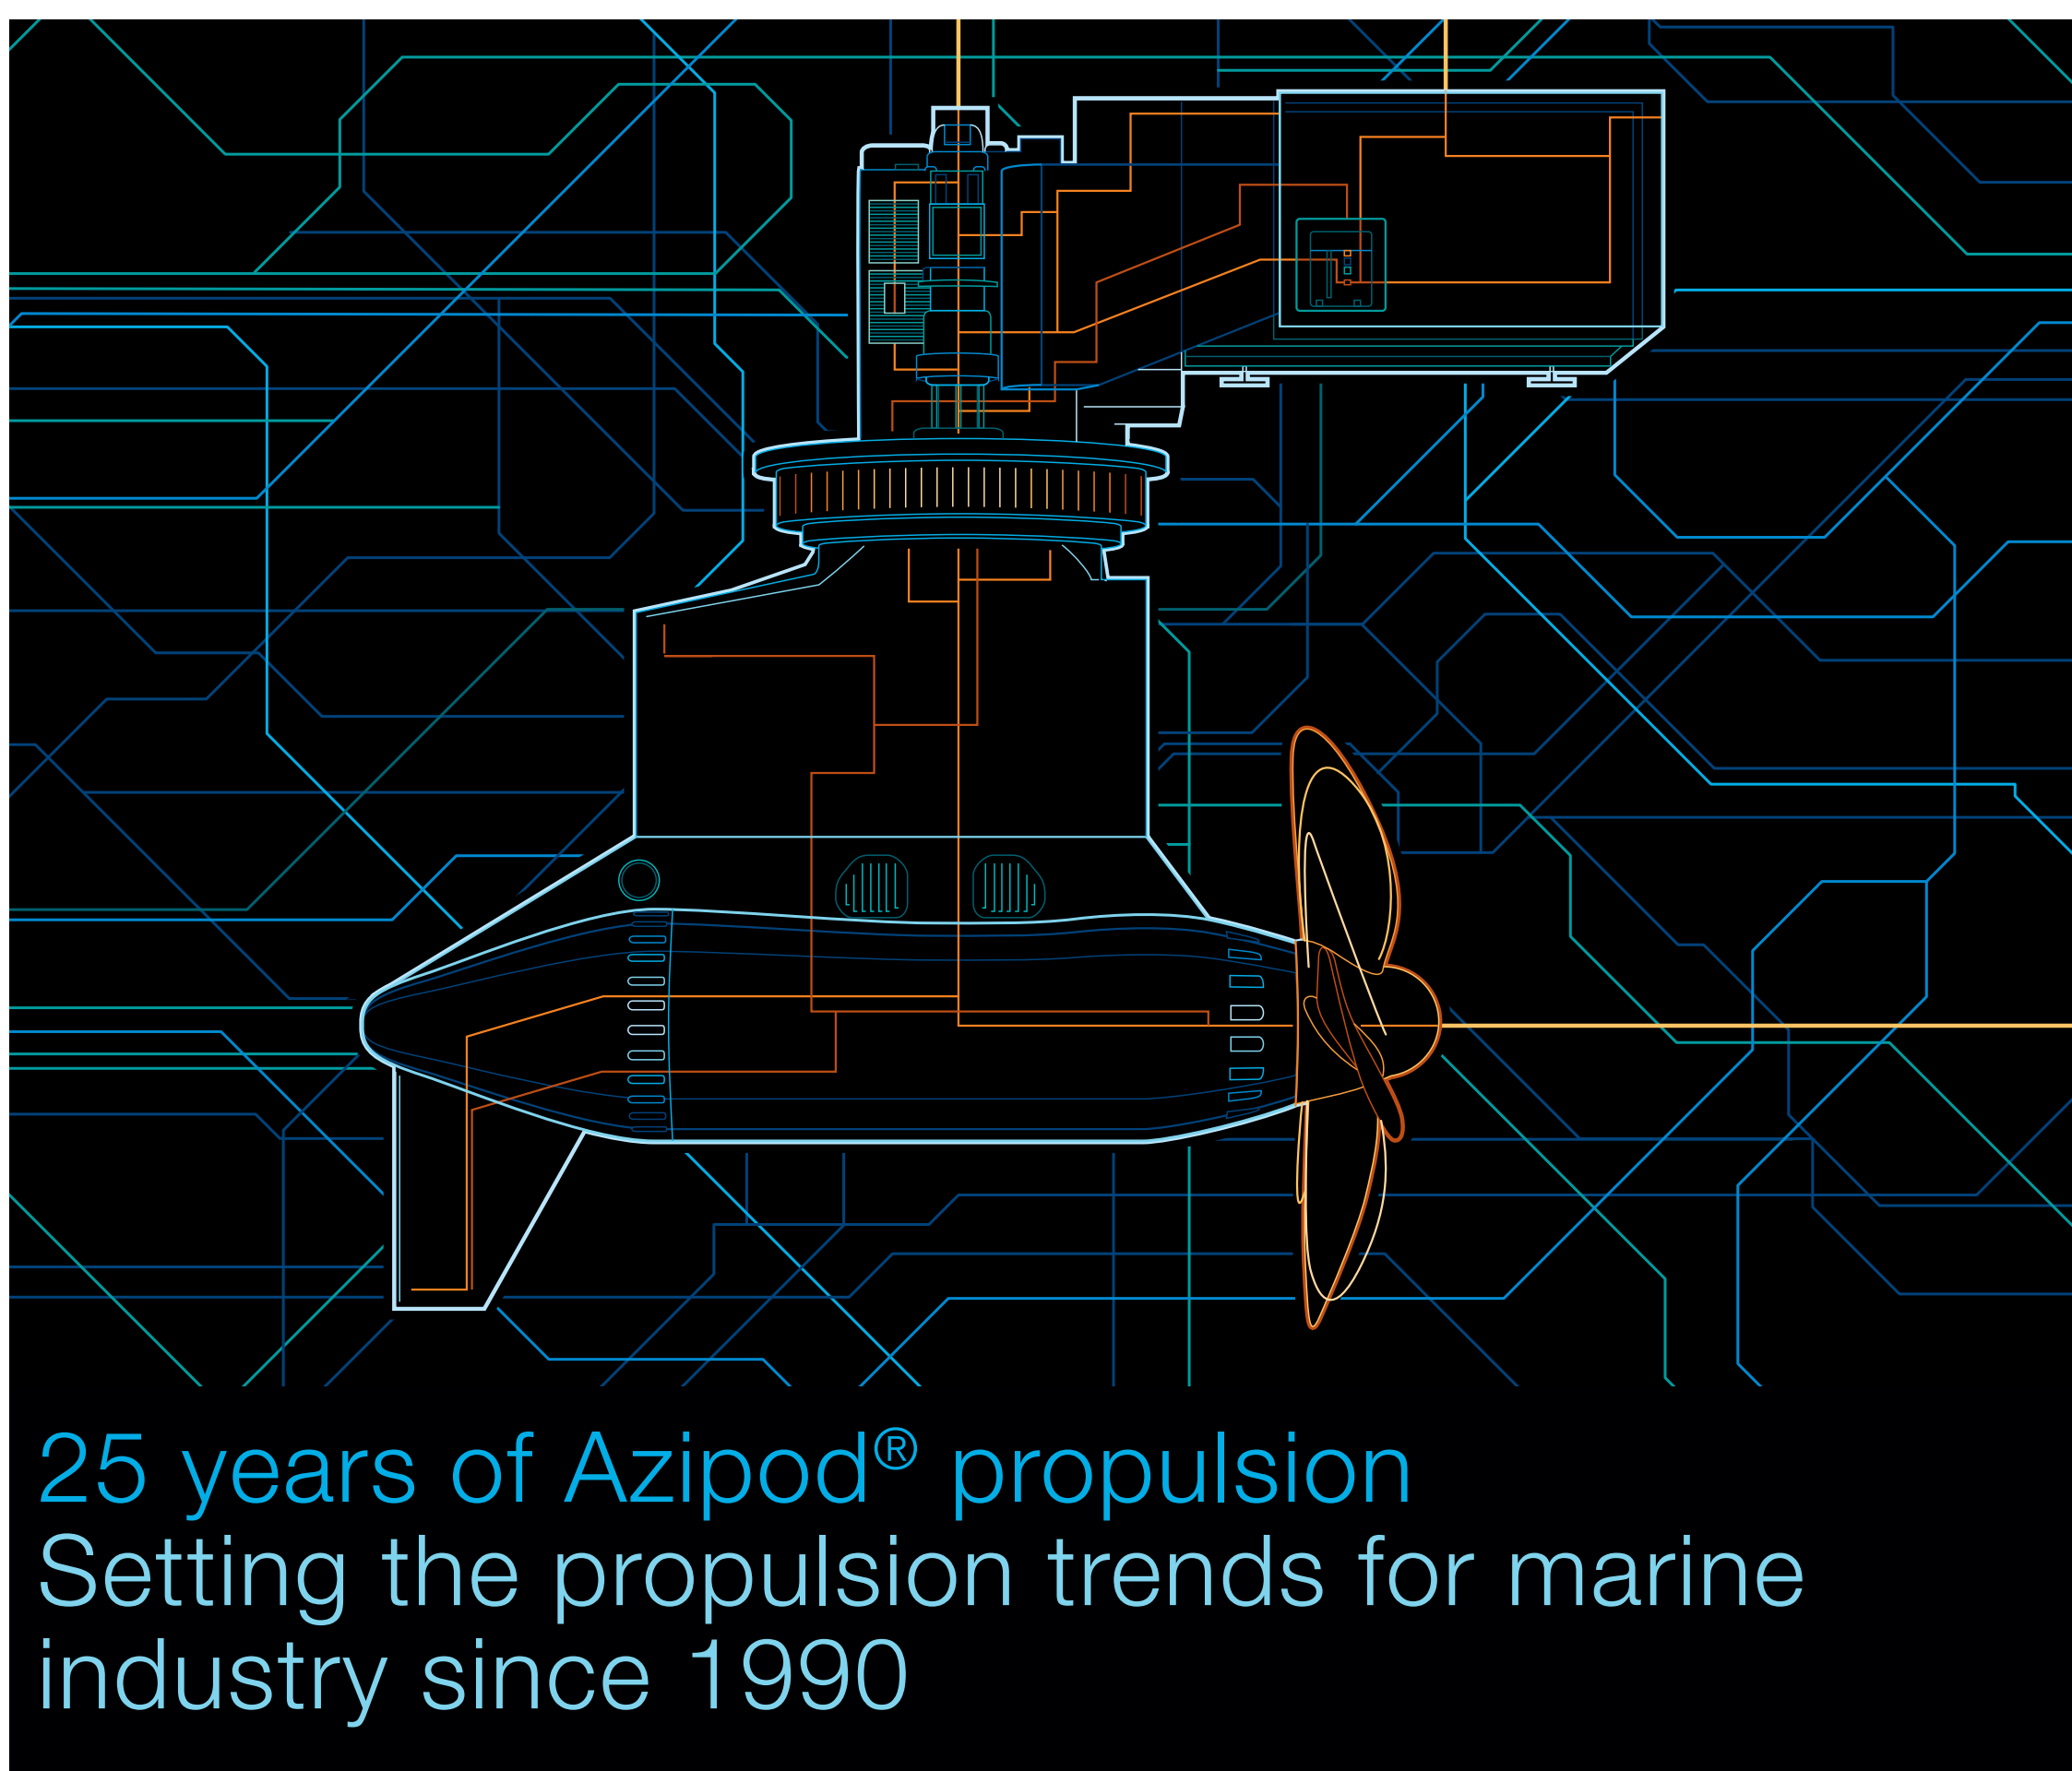 25 years of Azipod® propulsion
Setting the propulsion trends for marine
industry since 1990